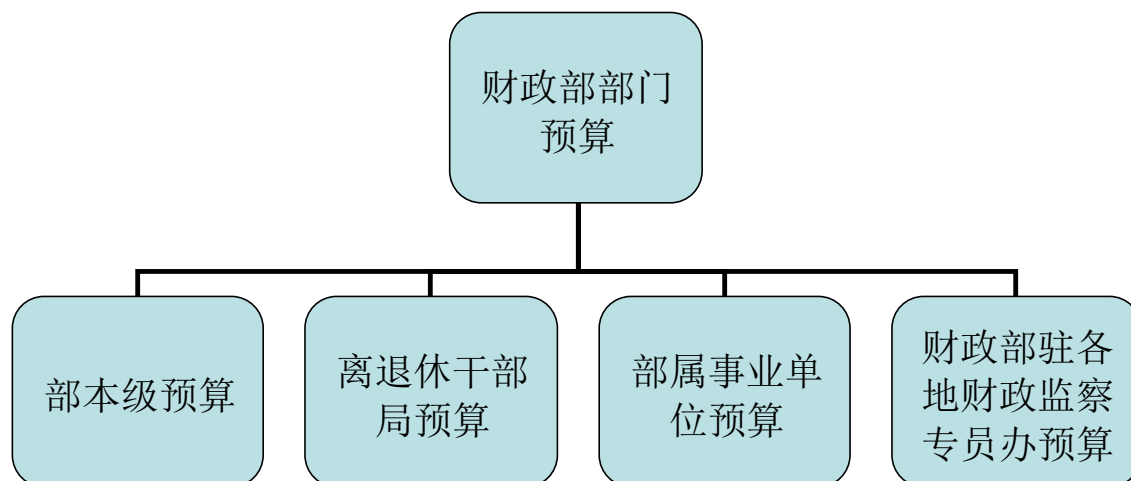 财政部部门
预算
部本级预算
离退休干部
局预算
部属事业单
位预算
财政部驻各
地财政监察
专员办预算